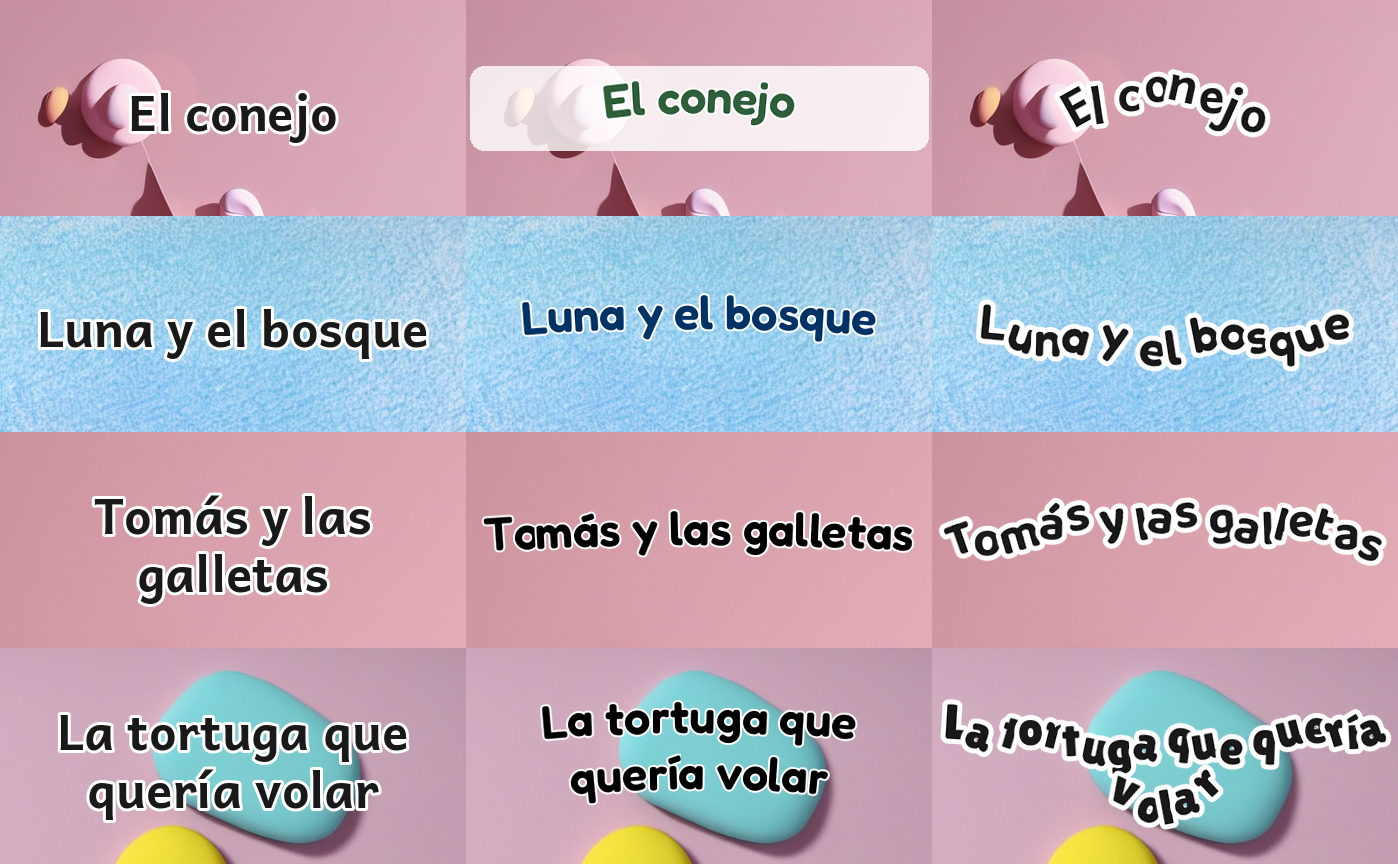 El conejo
El conejo
El conejo
Luna y el bosque
Luna y el bosque
Luna y el bosque
Tomás y las
galletas
Tomás y las galletas
Tomás y las galletas
La tortuga que
quería volar
La tortuga que
quería volar
La tortuga que quería
volar